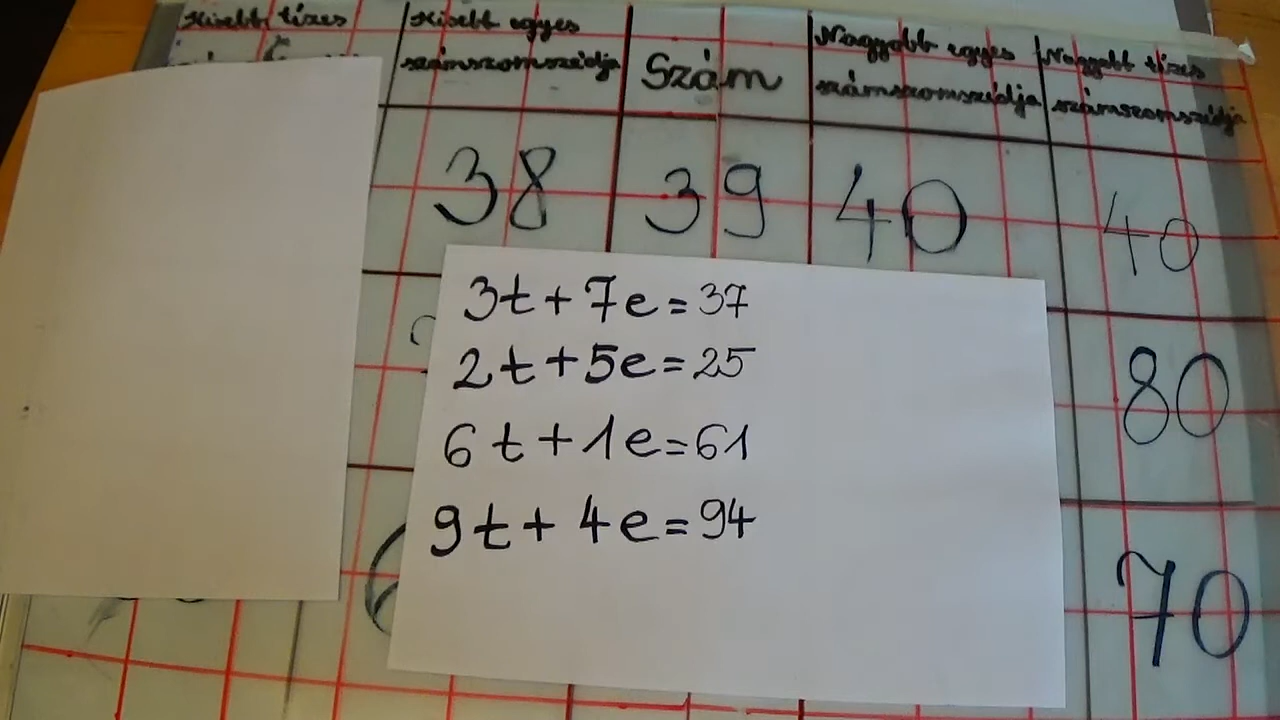 Kisebb tízes
Kisebb egyes
számszomszédja
Szám
Nagyobb egyes
számszomszédja
Nagyobb tízes
számszomszédja
38 39 40 40
3t+7e=37
2t+5e=25
6t+1e=61
9t+4e=94
80
70